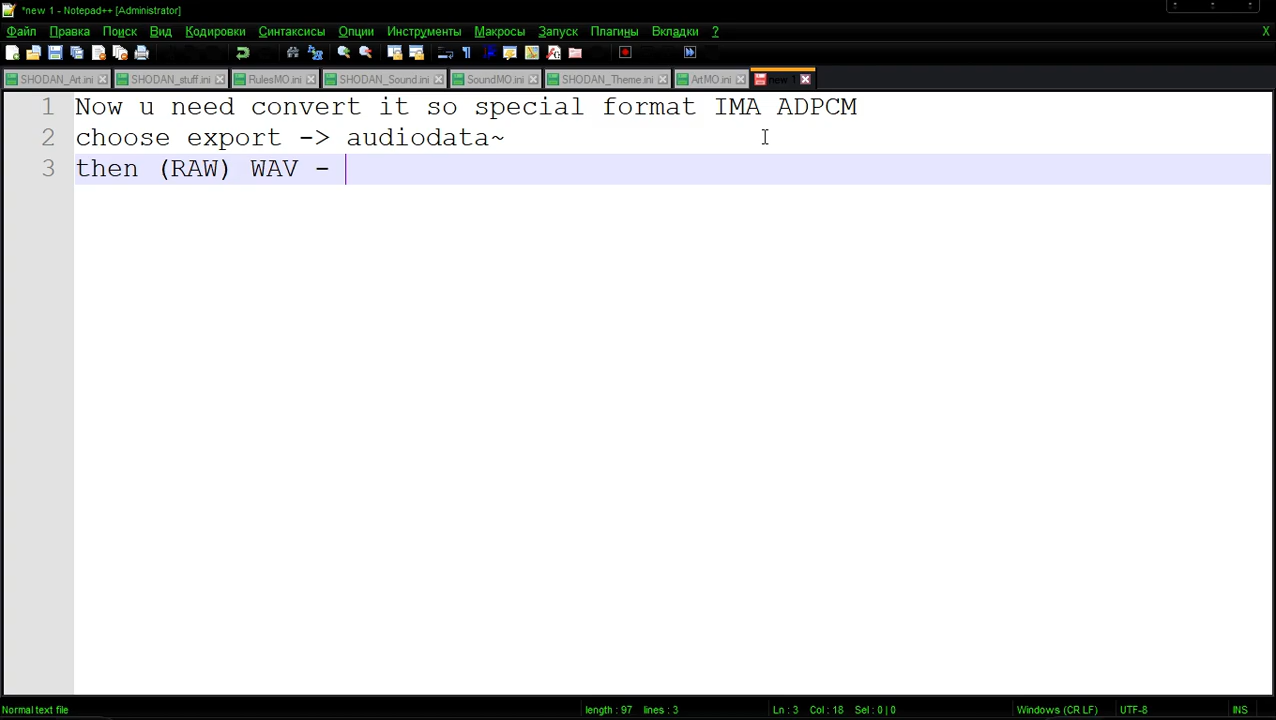 *new 1 - Notepad++ [Administrator]
Файл Правка Поиск Вид Кодировки Синтаксисы Опции Инструменты Макросы Запуск Плагины Вкладки ? X
SHODAN_Art.ini SHODAN_stuff.ini RulesMO.ini SHODAN_Sound.ini SoundMO.ini SHODAN_Theme.ini ArtMO.ini new 1
1 Now u need convert it so special format IMA ADPCM
2 choose export -> audiodata~
3 then (RAW) WAV -
Normal text file length : 97 lines : 3 Ln : 3 Col : 18 Sel : 0 | 0 Windows (CR LF) UTF-8 INS